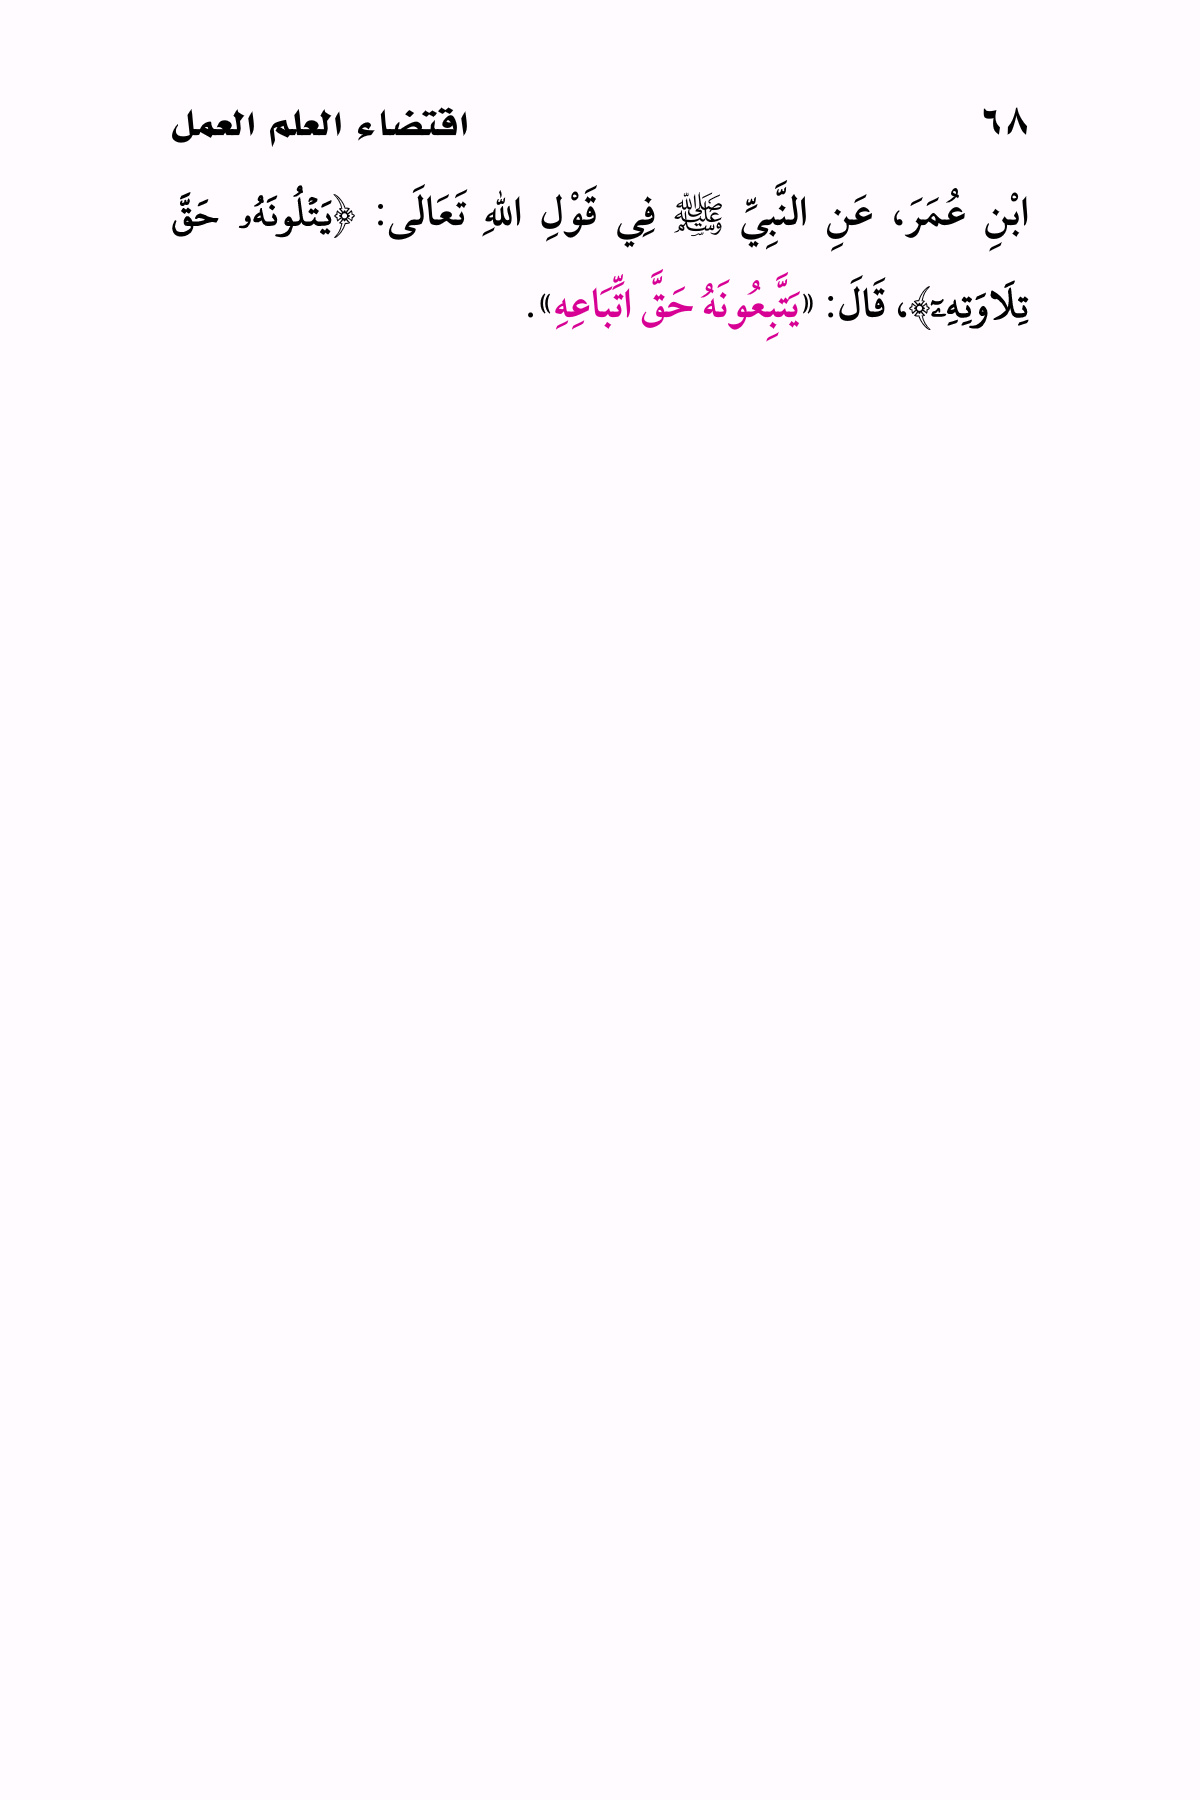 ٦٨ اقتضاء العلم العمل
ابْنِ عُمَرَ، عَنِ النَّبِيِّ ﷺ فِي قَوْلِ اللهِ تَعَالَى: ﴿يَتۡلُونَهُۥ حَقَّ
تِلَاوَتِهِۦٓ﴾، قَالَ: «يَتَّبِعُونَهُ حَقَّ اتِّبَاعِهِ».